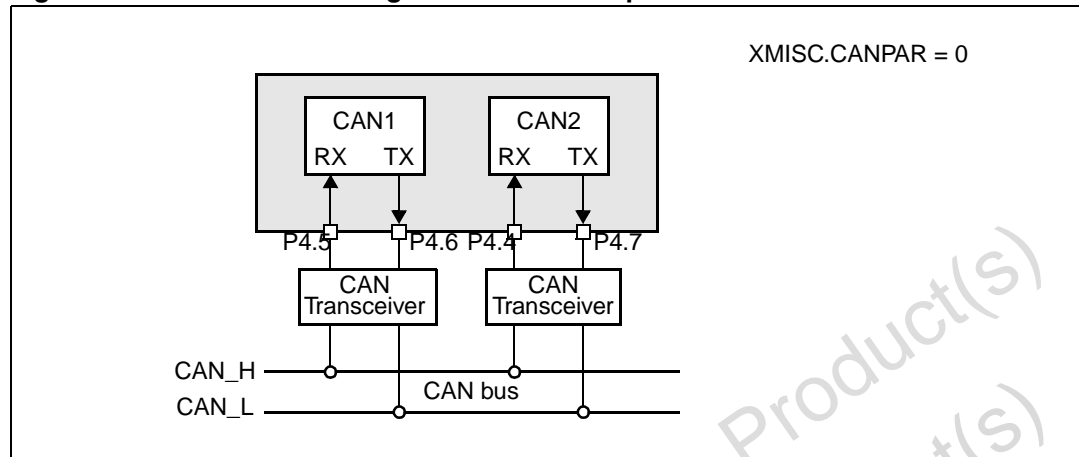 XMISC.CANPAR = 0
CAN1
CAN2
RX TX
RX TX
P4.5
P4.6
P4.4
P4.7
CAN
Transceiver
CAN
Transceiver
CAN_H
CAN bus
CAN_L
Product(s)